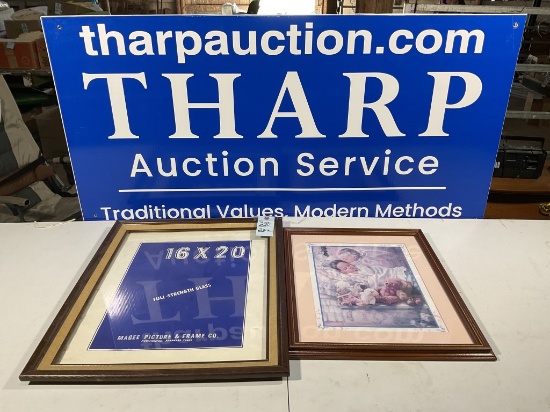 tharpauction.com
THARP
Auction Service
Traditional Values, Modern Methods
16 X 20
FULL STRENGTH GLASS
MAGEE PICTURE & FRAME CO.